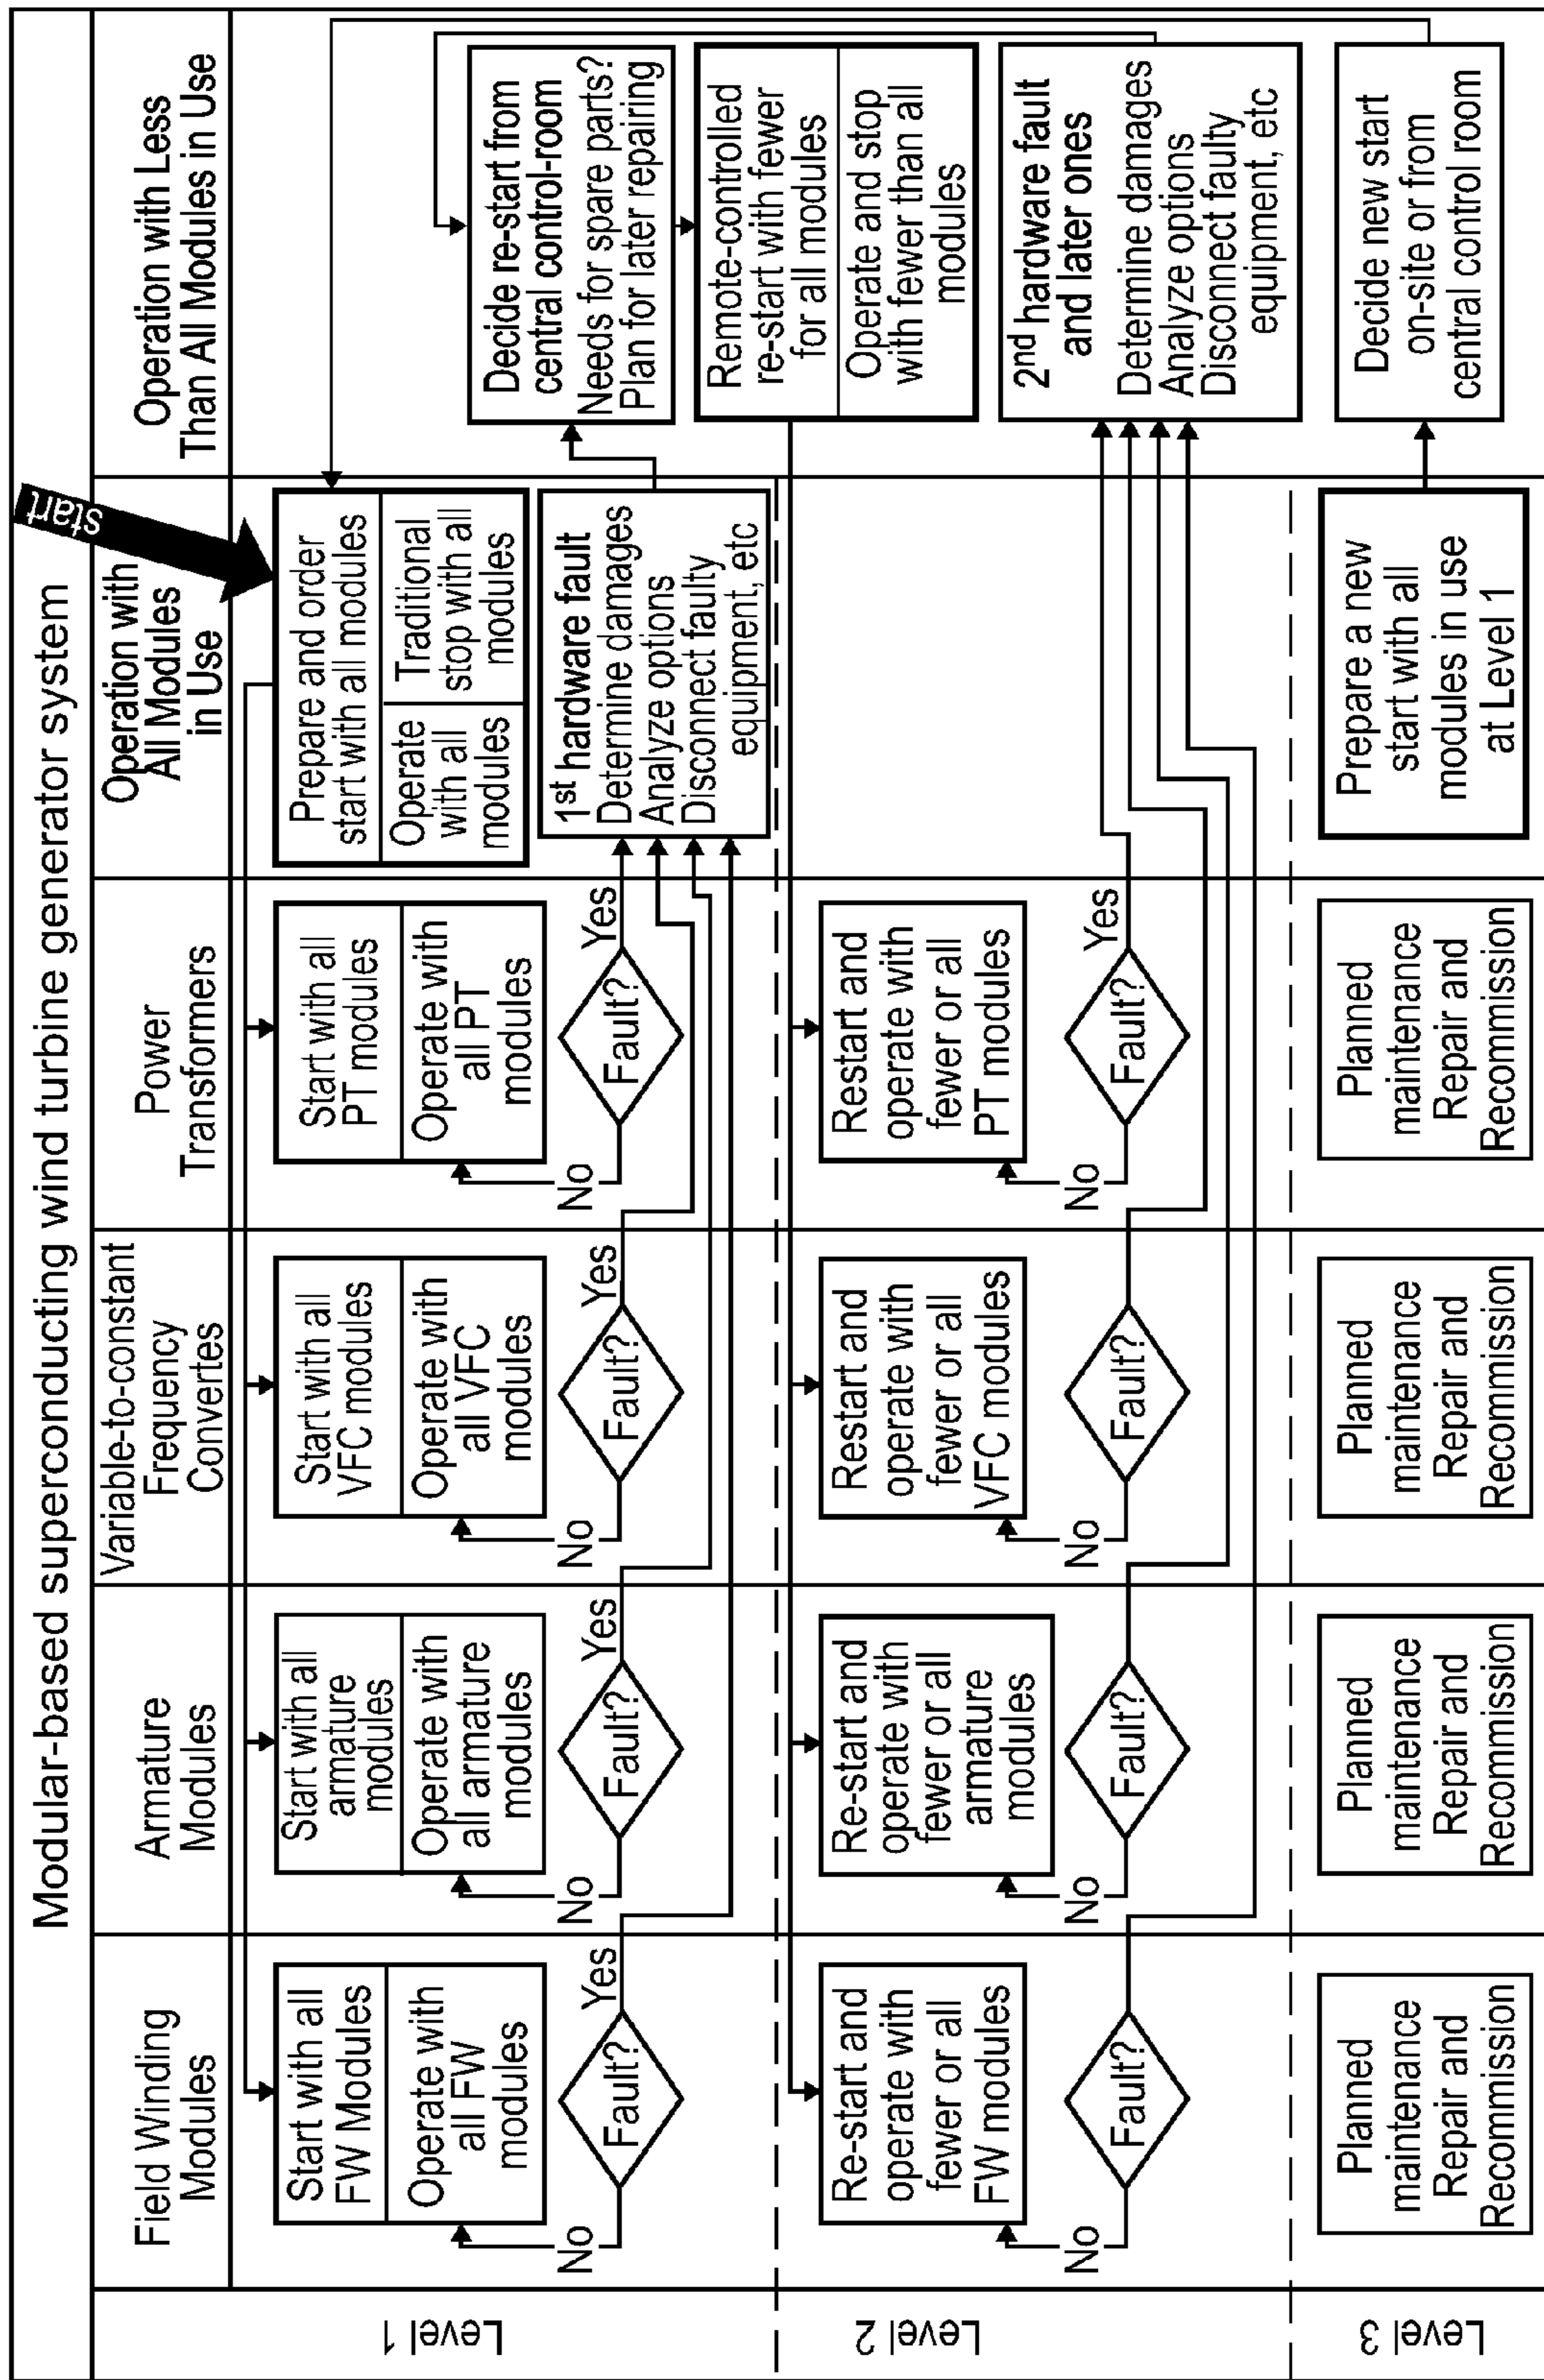 Modular-based superconducting wind turbine generator system
Field Winding
Modules
Armature
Modules
Variable-to-constant
Frequency
Convertes
Power
Transformers
Operation with
All Modules
in Use
Operation with Less
Than All Modules in Use
start
Level 1
Start with all
FW Modules
Operate with
all FW
modules
Fault?
No
Yes
Start with all
armature
modules
Operate with
all armature
modules
Fault?
No
Yes
Start with all
VFC modules
Operate with
all VFC
modules
Fault?
No
Yes
Start with all
PT modules
Operate with
all PT
modules
Fault?
No
Yes
Prepare and order
start with all modules
Operate
with all
modules
Traditional
stop with all
modules
1st hardware fault
Determine damages
Analyze options
Disconnect faulty
equipment, etc
Decide re-start from
central control-room
Needs for spare parts?
Plan for later repairing
Remote-controlled
re-start with fewer
for all modules
Operate and stop
with fewer than all
modules
Level 2
Re-start and
operate with
fewer or all
FW modules
Fault?
No
Re-start and
operate with
fewer or all
armature
modules
Fault?
No
Restart and
operate with
fewer or all
VFC modules
Fault?
No
Restart and
operate with
fewer or all
PT modules
Fault?
No
Yes
2nd hardware fault
and later ones
Determine damages
Analyze options
Disconnect faulty
equipment, etc
Level 3
Planned
maintenance
Repair and
Recommission
Planned
maintenance
Repair and
Recommission
Planned
maintenance
Repair and
Recommission
Planned
maintenance
Repair and
Recommission
Prepare a new
start with all
modules in use
at Level 1
Decide new start
on-site or from
central control room